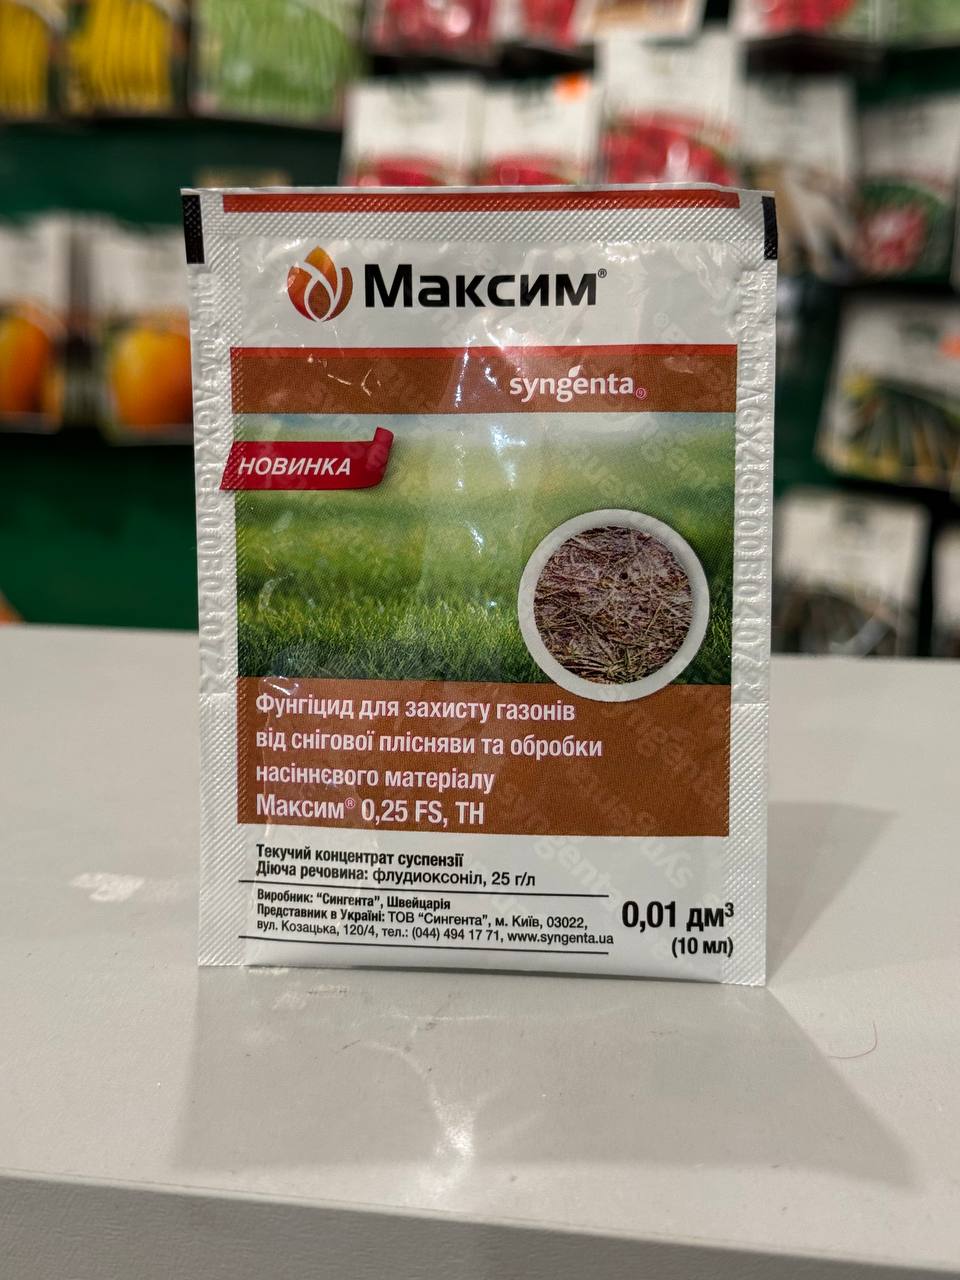 Максим®
syngenta
НОВИНКА
Фунгіцид для захисту газонів
від снігової плісняви та обробки
насіннєвого матеріалу
Максим® 0,25 FS, ТН
Текучий концентрат суспензії
Діюча речовина: флудиоксоніл, 25 г/л
Виробник: "Сингента", Швейцарія
Представник в Україні: ТОВ "Сингента", м. Київ, 03022,
вул. Козацька, 120/4, тел.: (044) 494 17 71, www.syngenta.ua
0,01 дм³
(10 мл)